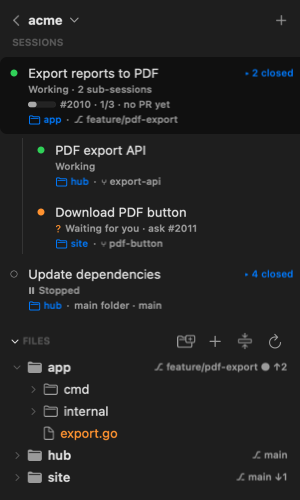 acme
SESSIONS
Export reports to PDF • 2 closed
Working · 2 sub-sessions
#2010 · 1/3 · no PR yet
app · feature/pdf-export
PDF export API
Working
hub · export-api
Download PDF button
? Waiting for you · ask #2011
site · pdf-button
Update dependencies • 4 closed
Stopped
hub · main folder · main
FILES
app feature/pdf-export ● ↑2
cmd
internal
export.go
hub main
site main ↓1